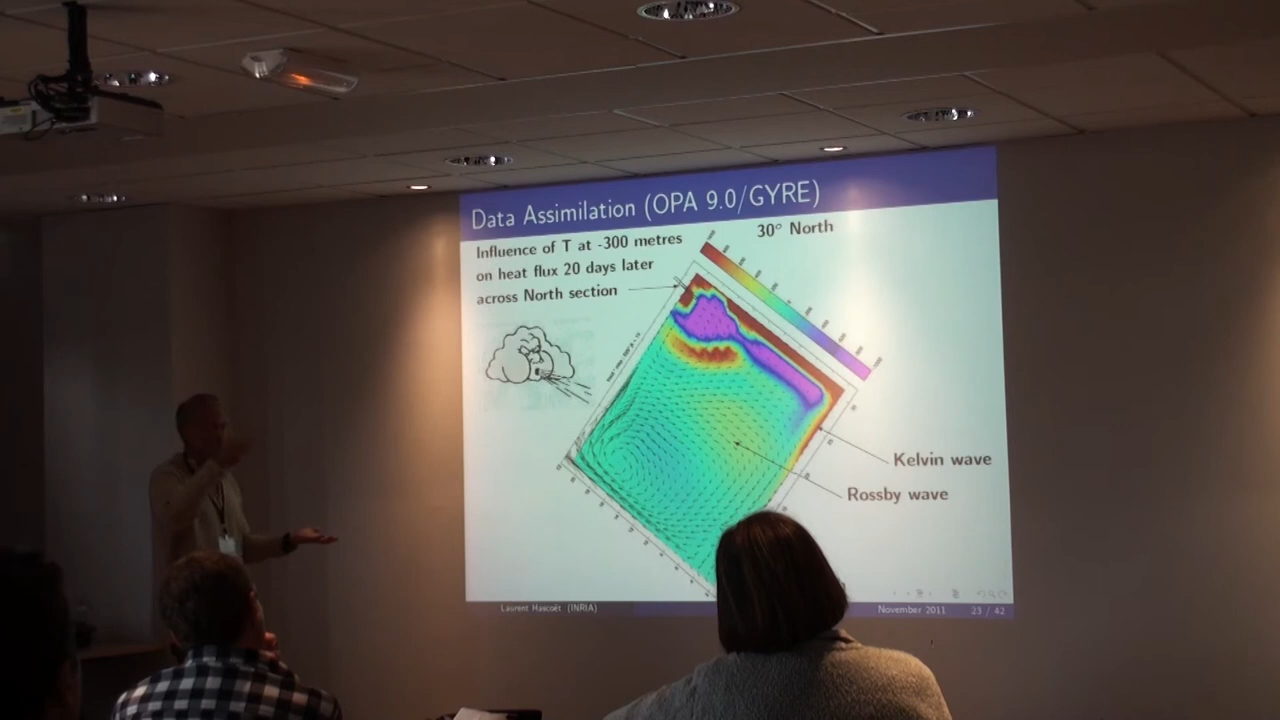 Data Assimilation (OPA 9.0/GYRE)
Influence of T at -300 metres
on heat flux 20 days later
across North section
30° North
Kelvin wave
Rossby wave
Laurent Hascoët (INRIA)
November 2011
23 / 42